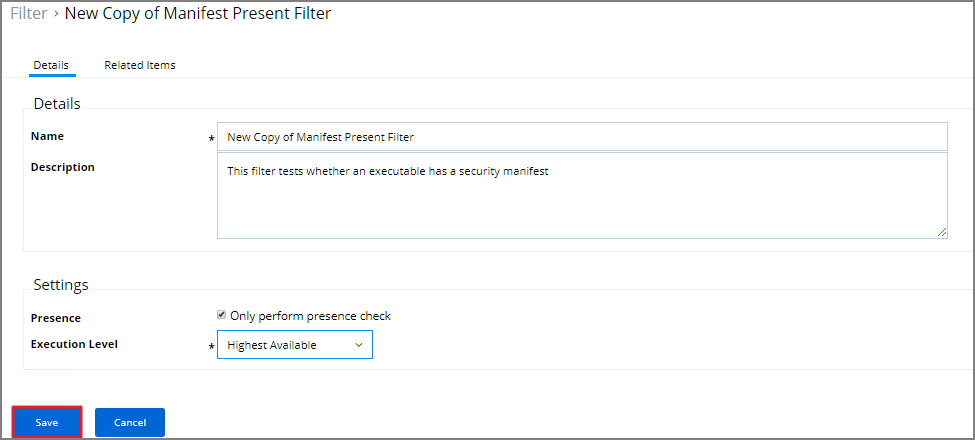 Filter › New Copy of Manifest Present Filter
Details Related Items
Details
Name * New Copy of Manifest Present Filter
Description This filter tests whether an executable has a security manifest
Settings
Presence Only perform presence check
Execution Level * Highest Available
Save Cancel